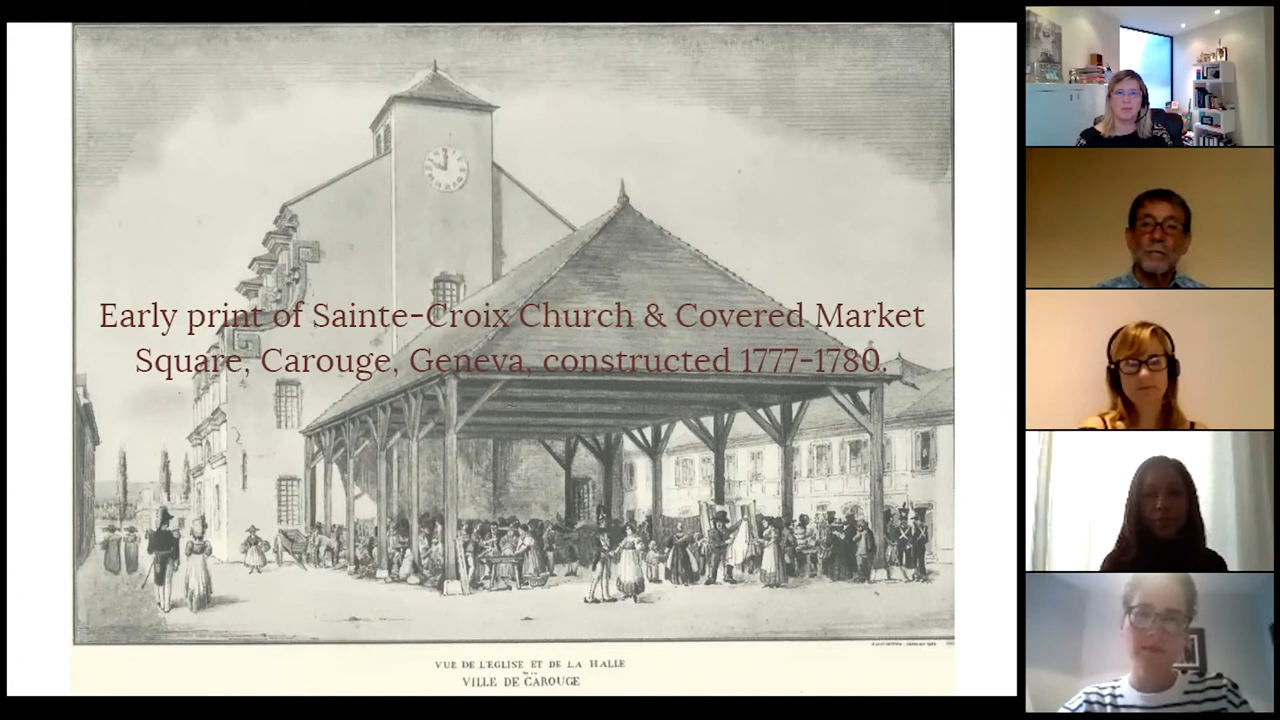 Early print of Sainte-Croix Church & Covered Market
Square, Carouge, Geneva, constructed 1777-1780.
VUE DE L'EGLISE ET DE LA HALLE
VILLE DE CAROUGE